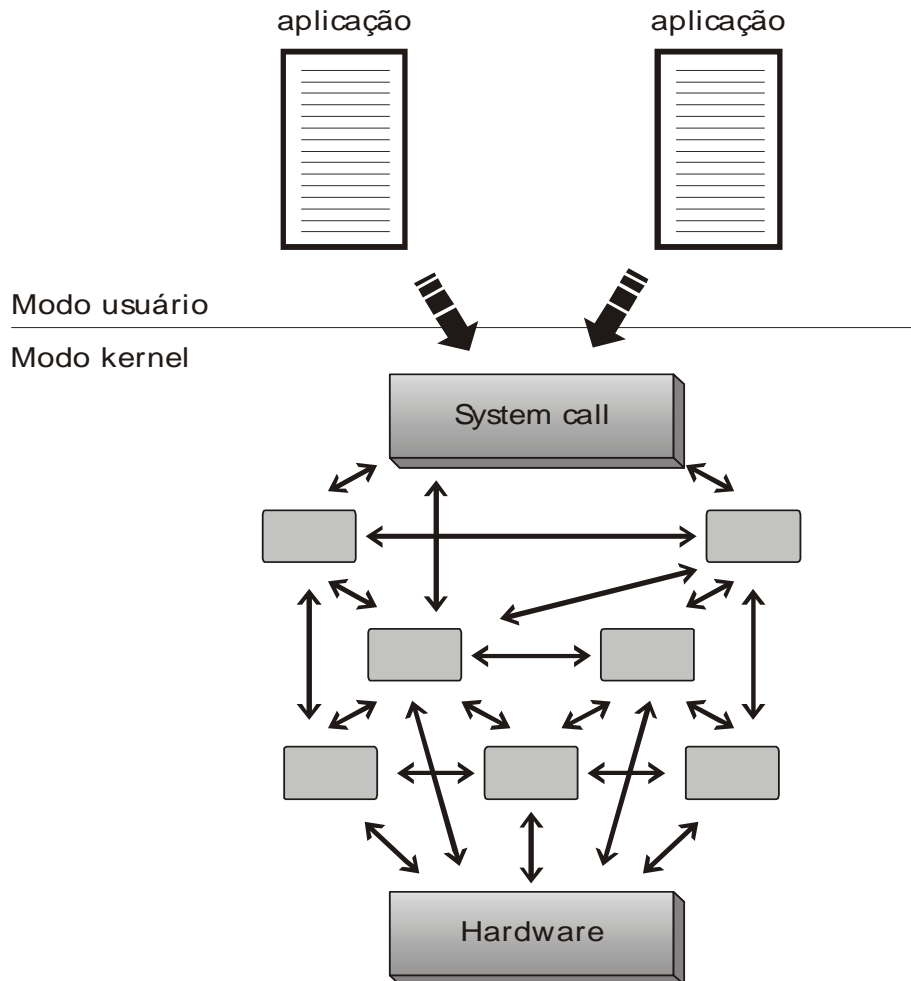 aplicação aplicação
Modo usuário
Modo kernel
System call
Hardware